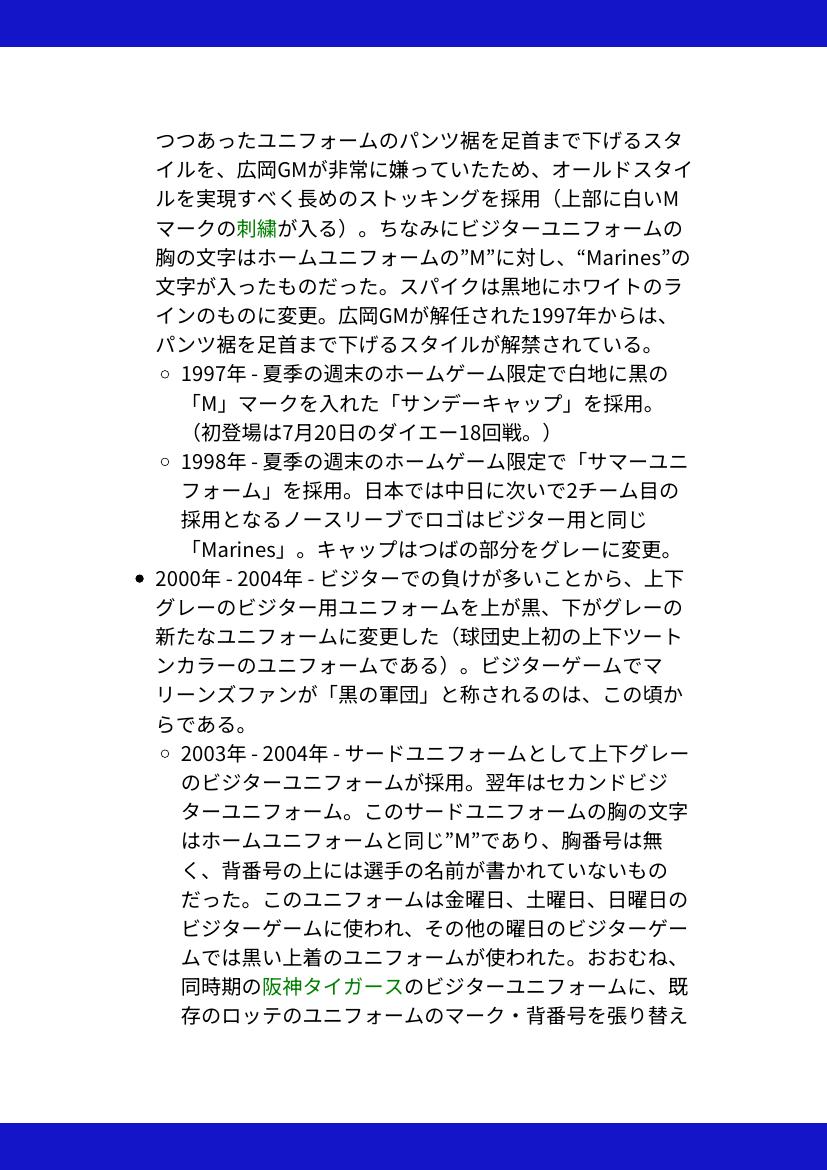 つつあったユニフォームのパンツ裾を足首まで下げるスタ
イルを、広岡GMが非常に嫌っていたため、オールドスタイ
ルを実現すべく長めのストッキングを採用（上部に白いM
マークの刺繍が入る）。ちなみにビジターユニフォームの
胸の文字はホームユニフォームの”M”に対し、“Marines”の
文字が入ったものだった。スパイクは黒地にホワイトのラ
インのものに変更。広岡GMが解任された1997年からは、
パンツ裾を足首まで下げるスタイルが解禁されている。
○ 1997年 - 夏季の週末のホームゲーム限定で白地に黒の
「M」マークを入れた「サンデーキャップ」を採用。
（初登場は7月20日のダイエー18回戦。）
○ 1998年 - 夏季の週末のホームゲーム限定で「サマーユニ
フォーム」を採用。日本では中日に次いで2チーム目の
採用となるノースリーブでロゴはビジター用と同じ
「Marines」。キャップはつばの部分をグレーに変更。
● 2000年 - 2004年 - ビジターでの負けが多いことから、上下
グレーのビジター用ユニフォームを上が黒、下がグレーの
新たなユニフォームに変更した（球団史上初の上下ツート
ンカラーのユニフォームである）。ビジターゲームでマ
リーンズファンが「黒の軍団」と称されるのは、この頃か
らである。
○ 2003年 - 2004年 - サードユニフォームとして上下グレー
のビジターユニフォームが採用。翌年はセカンドビジ
ターユニフォーム。このサードユニフォームの胸の文字
はホームユニフォームと同じ”M”であり、胸番号は無
く、背番号の上には選手の名前が書かれていないもの
だった。このユニフォームは金曜日、土曜日、日曜日の
ビジターゲームに使われ、その他の曜日のビジターゲー
ムでは黒い上着のユニフォームが使われた。おおむね、
同時期の阪神タイガースのビジターユニフォームに、既
存のロッテのユニフォームのマーク・背番号を張り替え